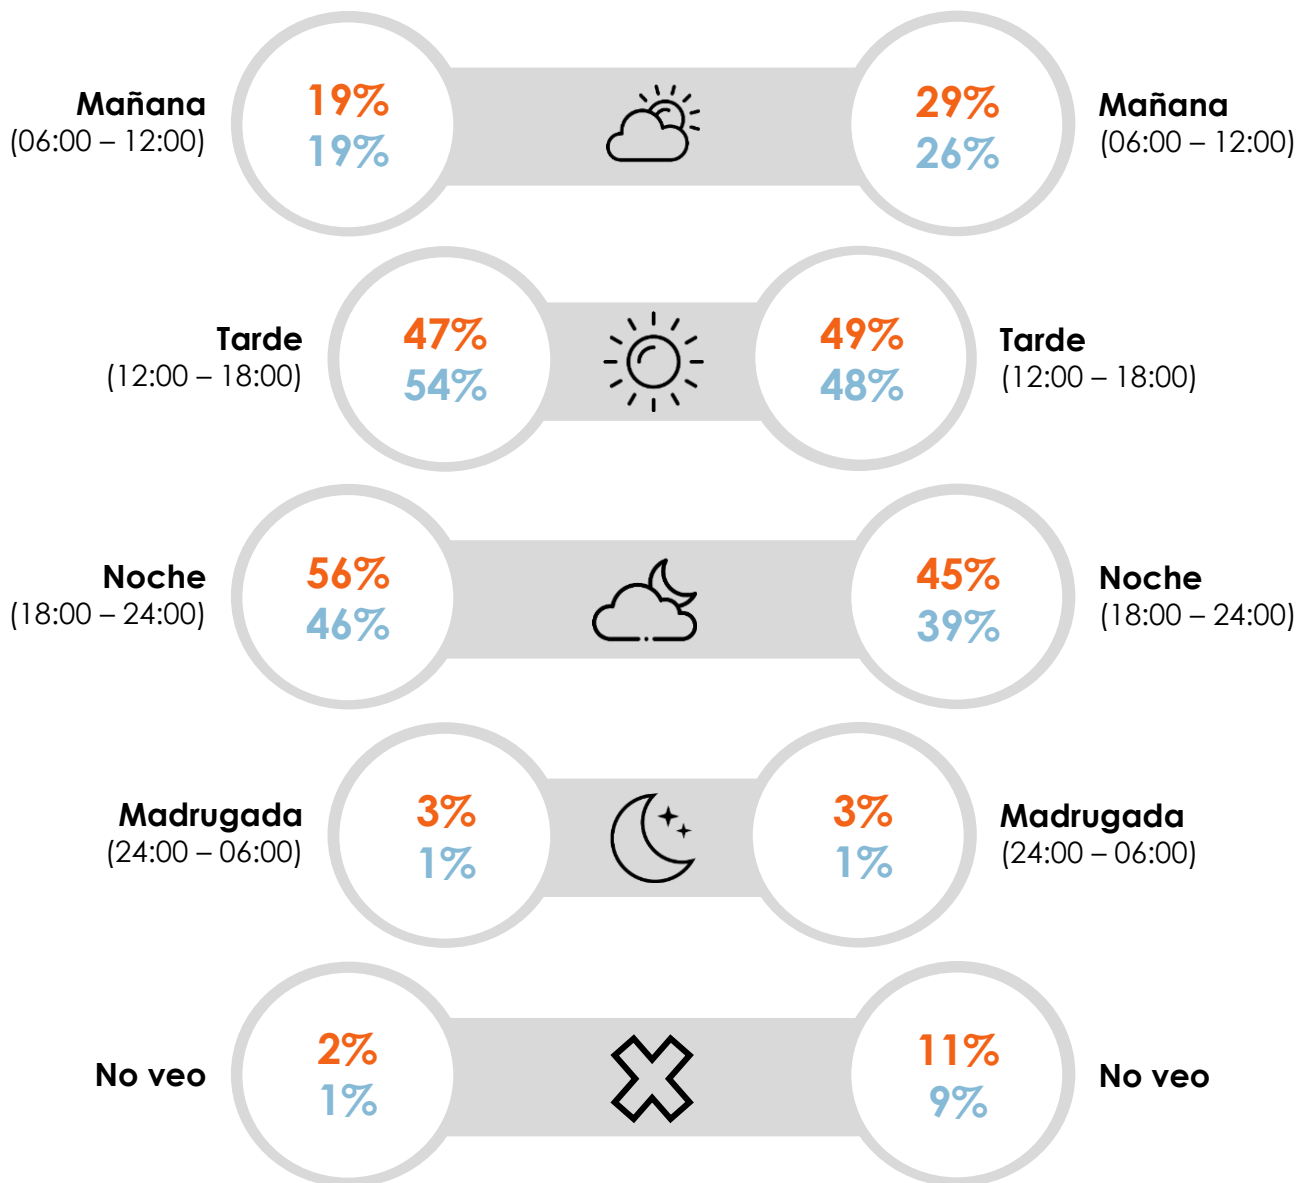 Mañana
(06:00 – 12:00)
19%
19%
29%
26%
Mañana
(06:00 – 12:00)
Tarde
(12:00 – 18:00)
47%
54%
49%
48%
Tarde
(12:00 – 18:00)
Noche
(18:00 – 24:00)
56%
46%
45%
39%
Noche
(18:00 – 24:00)
Madrugada
(24:00 – 06:00)
3%
1%
3%
1%
Madrugada
(24:00 – 06:00)
No veo
2%
1%
11%
9%
No veo